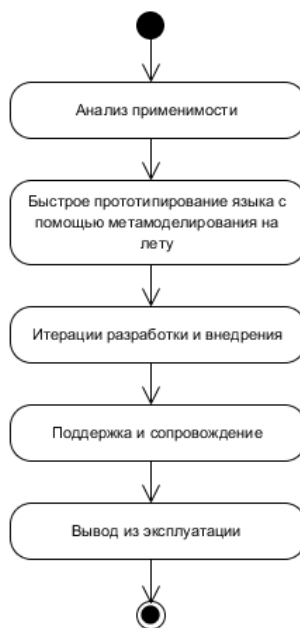 Анализ применимости
Быстрое прототипирование языка с
помощью метамоделирования на
лету
Итерации разработки и внедрения
Поддержка и сопровождение
Вывод из эксплуатации